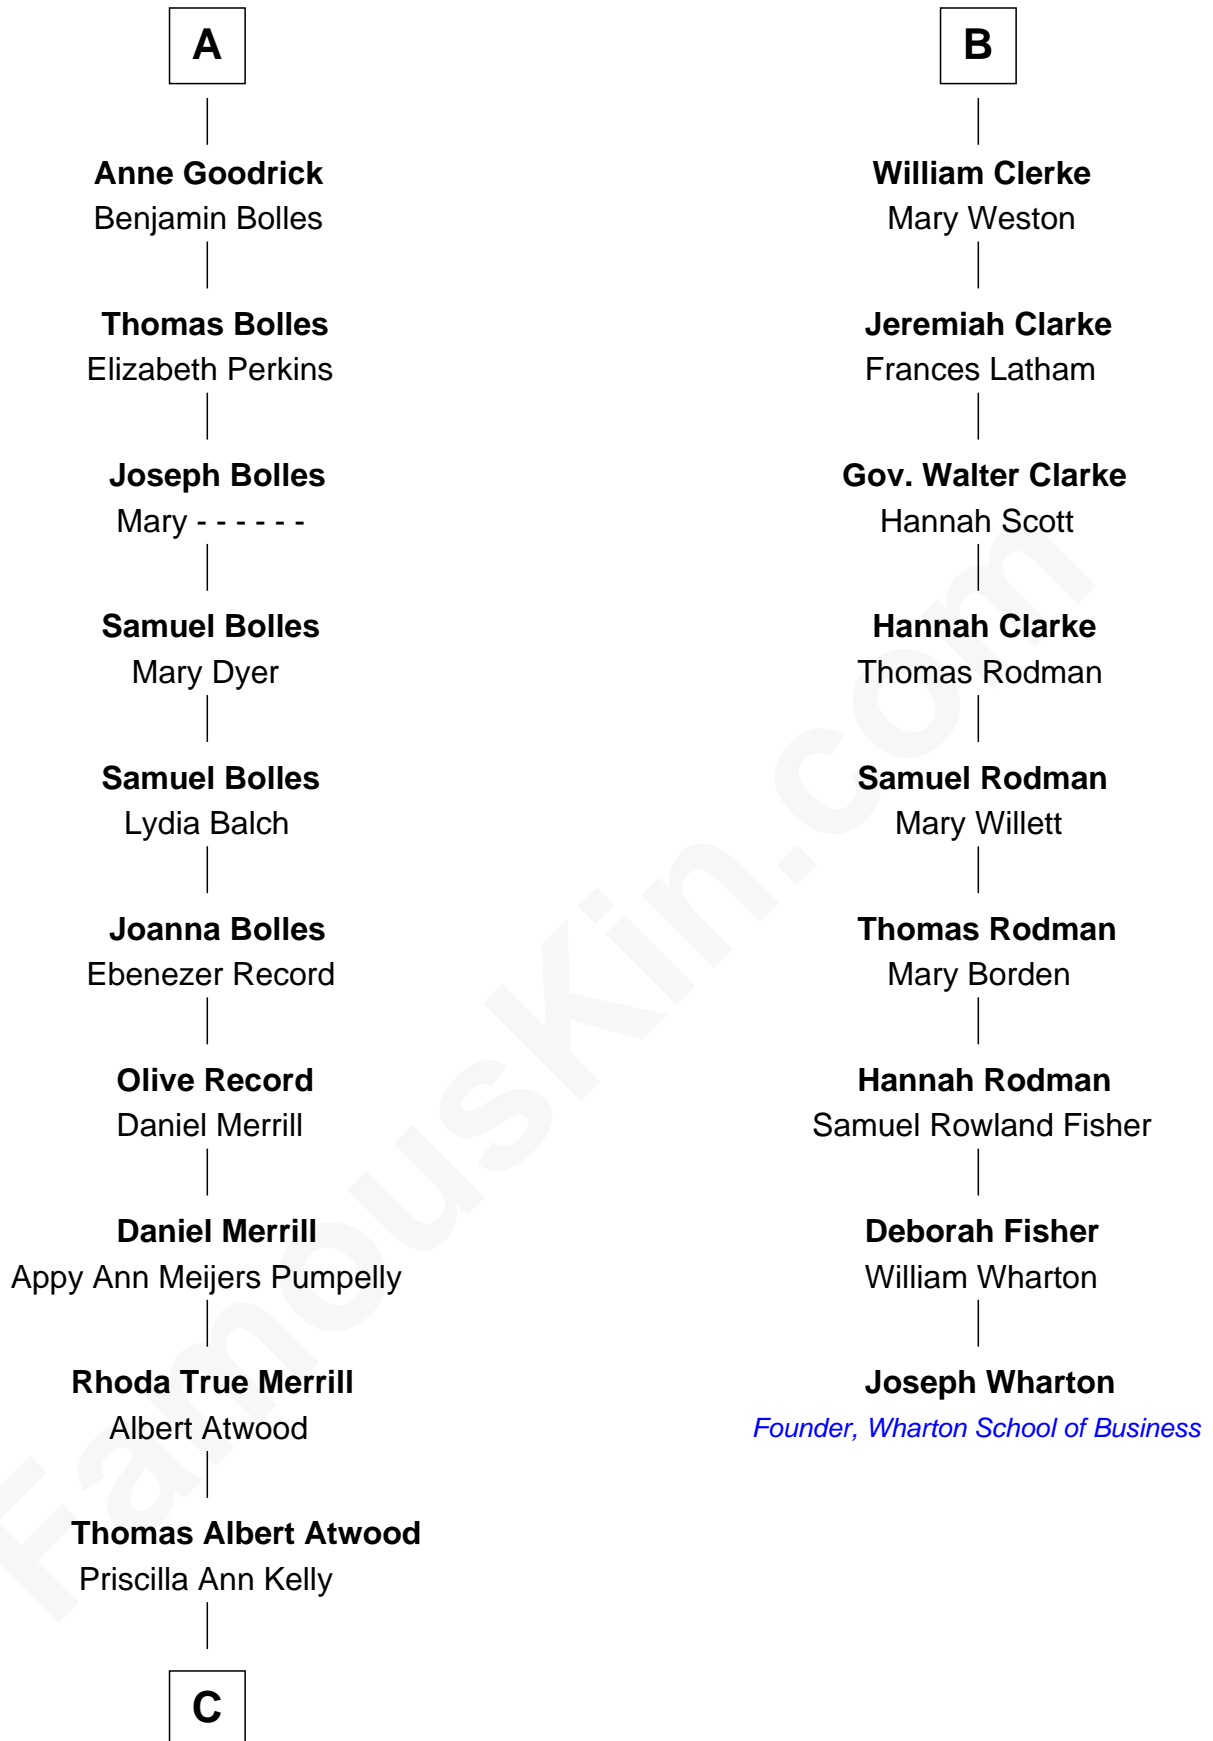 A
Anne Goodrick
Benjamin Bolles
Thomas Bolles
Elizabeth Perkins
Joseph Bolles
Mary - - - - - -
Samuel Bolles
Mary Dyer
Samuel Bolles
Lydia Balch
Joanna Bolles
Ebenezer Record
Olive Record
Daniel Merrill
Daniel Merrill
Appy Ann Meijers Pumpelly
Rhoda True Merrill
Albert Atwood
Thomas Albert Atwood
Priscilla Ann Kelly
C
B
William Clerke
Mary Weston
Jeremiah Clarke
Frances Latham
Gov. Walter Clarke
Hannah Scott
Hannah Clarke
Thomas Rodman
Samuel Rodman
Mary Willett
Thomas Rodman
Mary Borden
Hannah Rodman
Samuel Rowland Fisher
Deborah Fisher
William Wharton
Joseph Wharton
Founder, Wharton School of Business
FamousKin.com